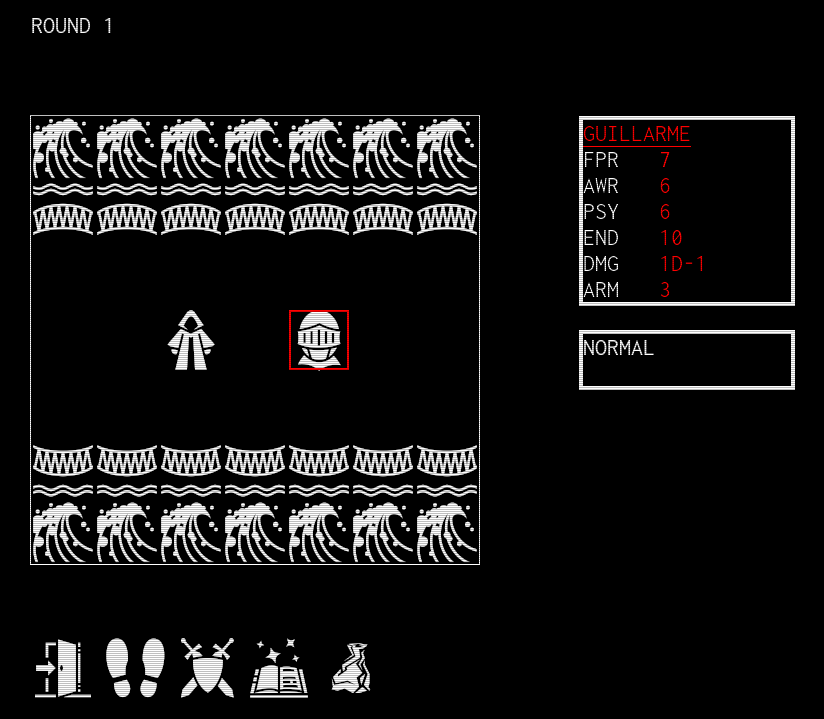 ROUND 1
GUILLARME
FPR 7
AWR 6
PSY 6
END 10
DMG 1D-1
ARM 3
NORMAL